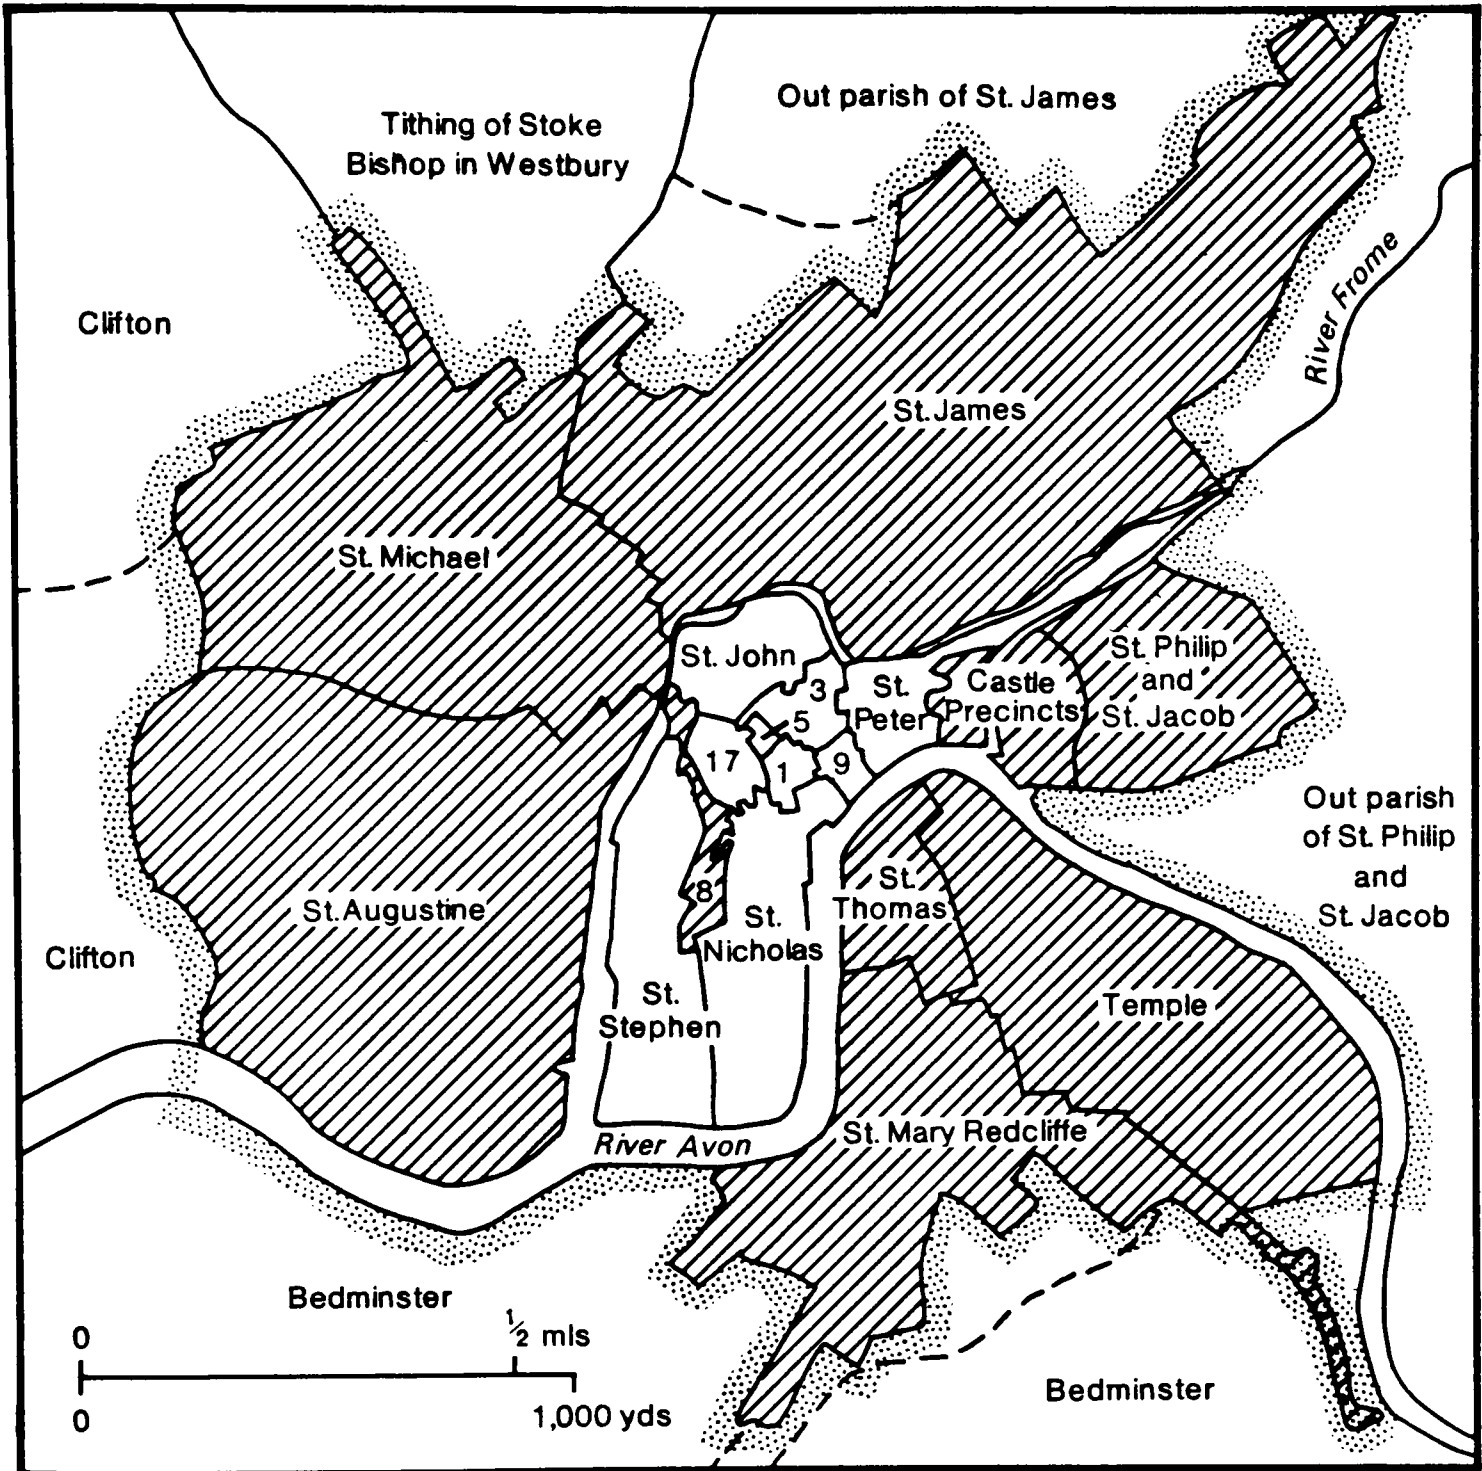 Out parish of St. James
Tithing of Stoke
Bishop in Westbury
River Frome
Clifton
St. James
St. Michael
St. John
3
5
17
1
9
St.
Peter
Castle
Precincts
St. Philip
and
St. Jacob
Out parish
of St. Philip
and
St. Jacob
St. Augustine
8
St.
Nicholas
St.
Thomas
Clifton
St.
Stephen
Temple
River Avon
St. Mary Redcliffe
Bedminster
0
½ mls
0
1,000 yds
Bedminster